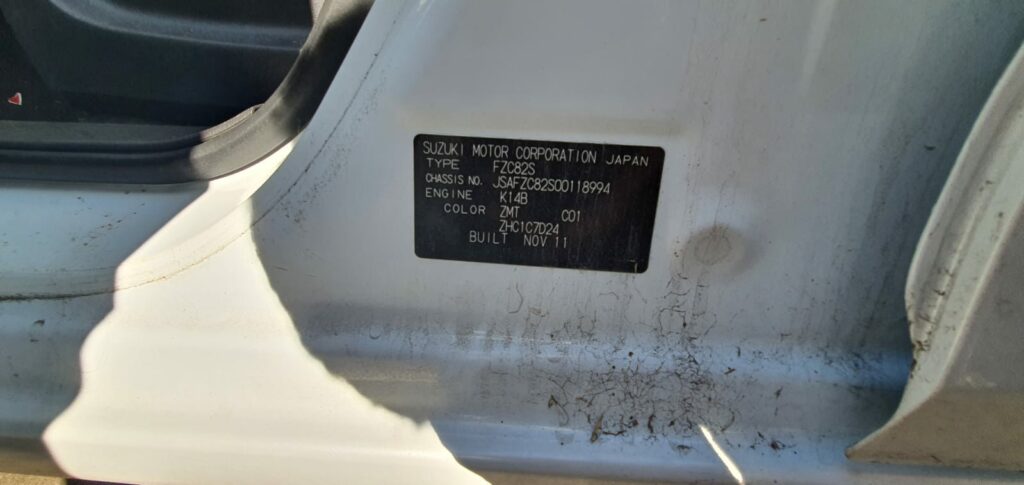 SUZUKI MOTOR CORPORATION JAPAN
TYPE FZC82S
CHASSIS NO. JSAFZC82S00118994
ENGINE K14B
COLOR ZMT C01
ZHC1C7D24
BUILT NOV 11